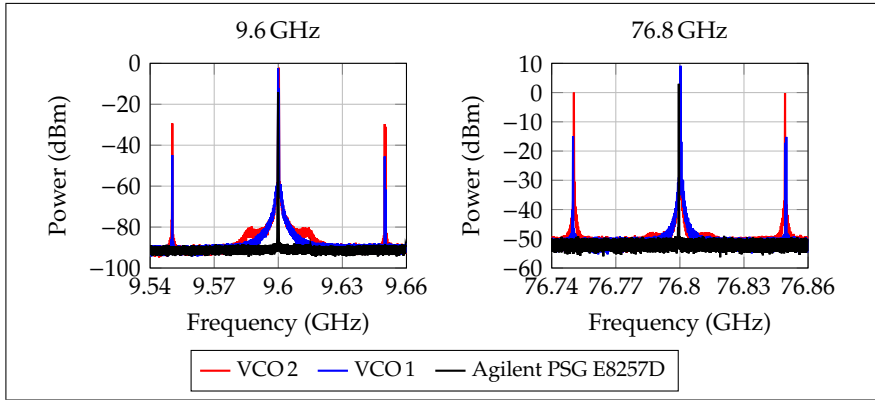 9.6 GHz
76.8 GHz
Power (dBm)
0
−20
−40
−60
−80
−100
9.54 9.57 9.6 9.63 9.66
Frequency (GHz)
Power (dBm)
10
0
−10
−20
−30
−40
−50
−60
76.74 76.77 76.8 76.83 76.86
Frequency (GHz)
VCO 2 VCO 1 Agilent PSG E8257D